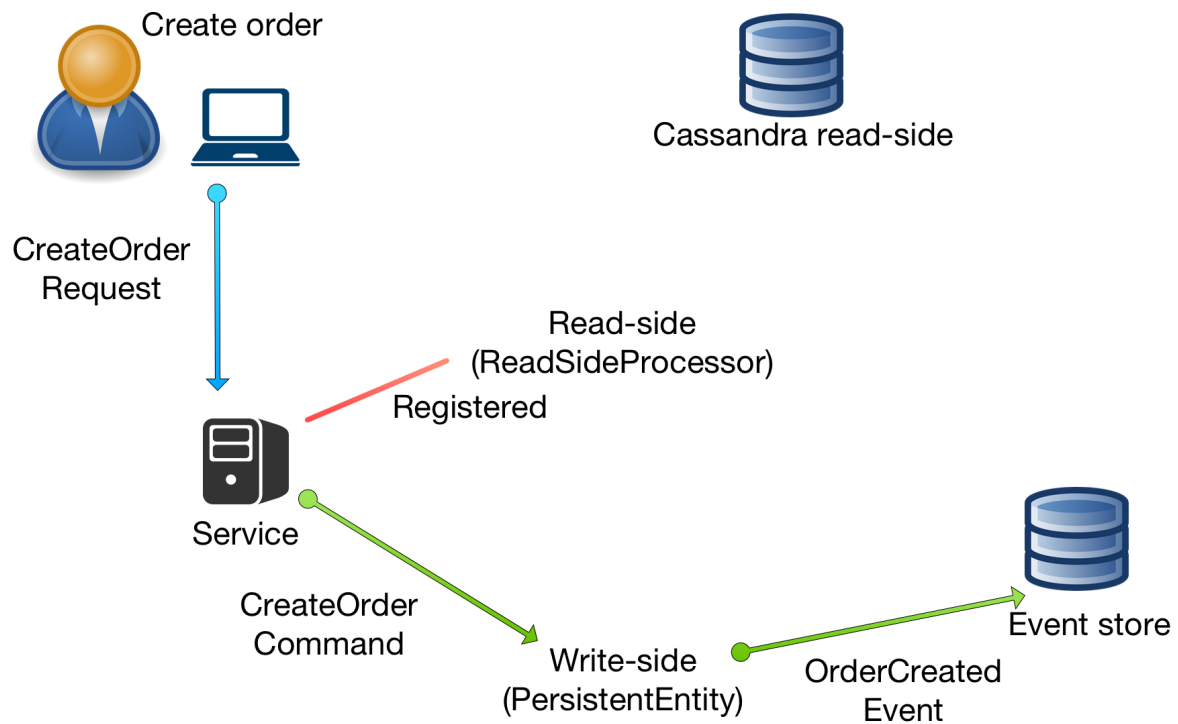 Create order
Cassandra read-side
CreateOrder
Request
Read-side
(ReadSideProcessor)
Registered
Service
CreateOrder
Command
Write-side
(PersistentEntity)
OrderCreated
Event
Event store